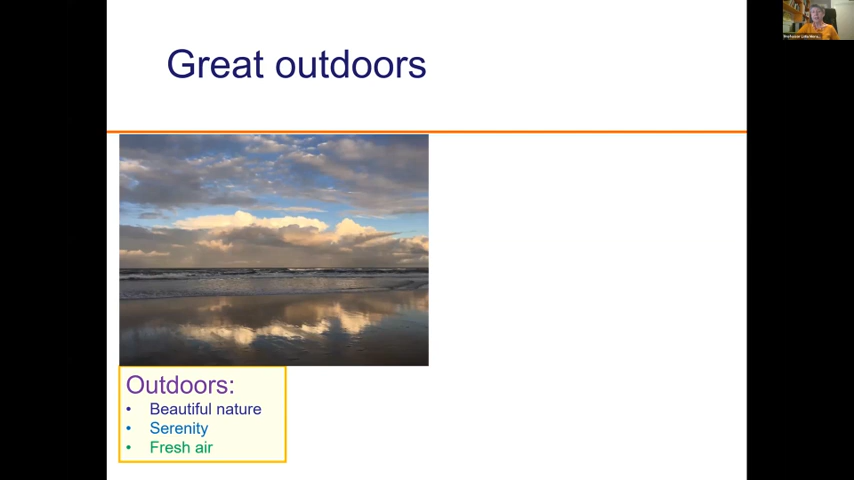 Great outdoors
Outdoors:
• Beautiful nature
• Serenity
• Fresh air